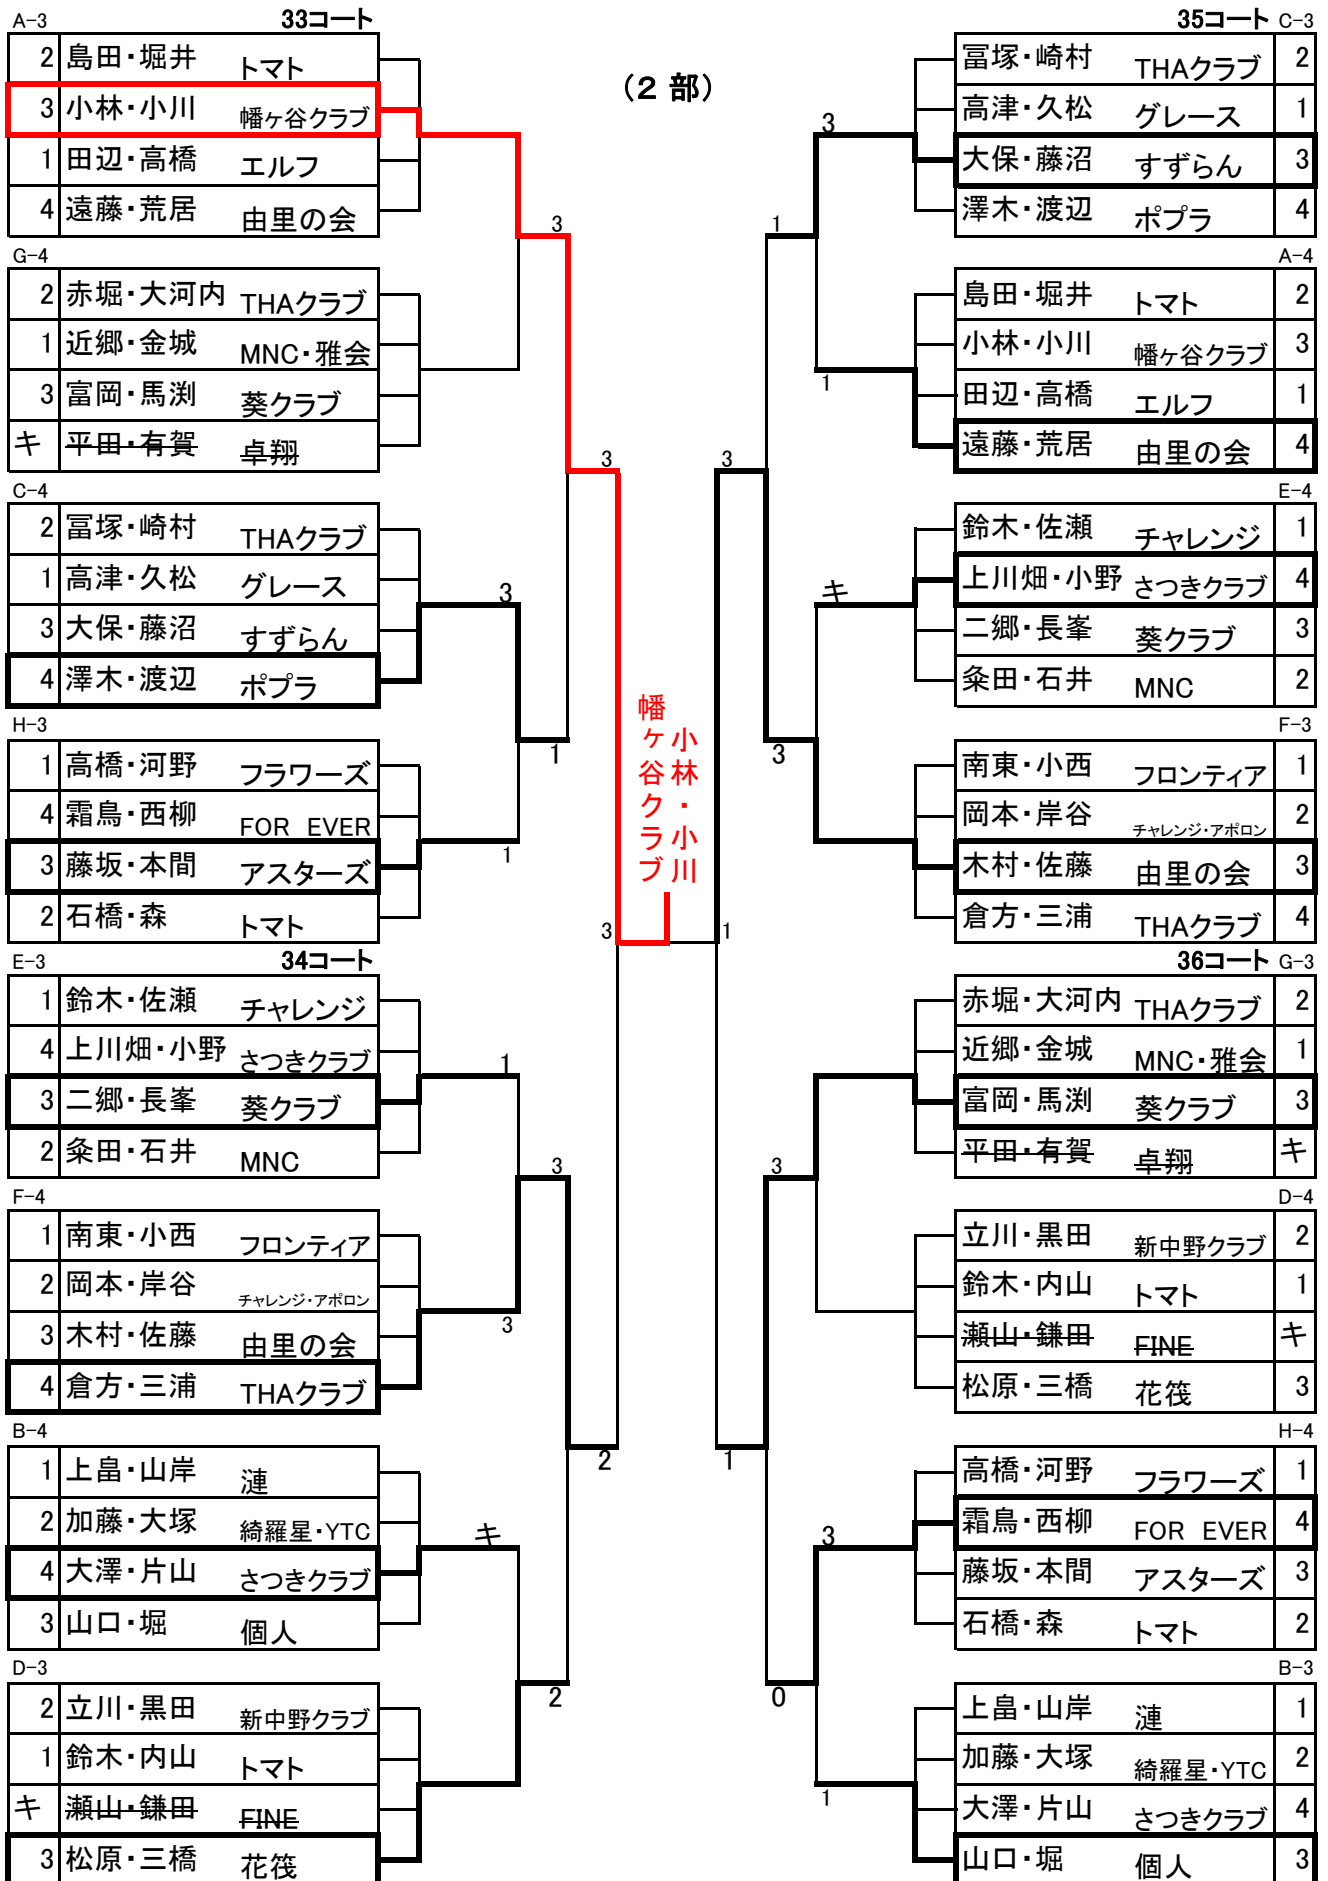 (2 部)
A-3 33コート
2 島田・堀井 トマト
3 小林・小川 幡ヶ谷クラブ
1 田辺・高橋 エルフ
4 遠藤・荒居 由里の会
3
G-4
2 赤堀・大河内 THAクラブ
1 近郷・金城 MNC・雅会
3 富岡・馬渕 葵クラブ
キ 平田・有賀 卓翔
3
C-4
2 冨塚・崎村 THAクラブ
1 高津・久松 グレース
3 大保・藤沼 すずらん
4 澤木・渡辺 ポプラ
3
1
H-3
1 高橋・河野 フラワーズ
4 霜鳥・西柳 FOR EVER
3 藤坂・本間 アスターズ
2 石橋・森 トマト
1
3
E-3 34コート
1 鈴木・佐瀬 チャレンジ
4 上川畑・小野 さつきクラブ
3 二郷・長峯 葵クラブ
2 粂田・石井 MNC
1
3
F-4
1 南東・小西 フロンティア
2 岡本・岸谷 チャレンジ・アポロン
3 木村・佐藤 由里の会
4 倉方・三浦 THAクラブ
3
2
B-4
1 上畠・山岸 漣
2 加藤・大塚 綺羅星・YTC
4 大澤・片山 さつきクラブ
3 山口・堀 個人
キ
2
D-3
2 立川・黒田 新中野クラブ
1 鈴木・内山 トマト
キ 瀬山・鎌田 FINE
3 松原・三橋 花筏
幡ヶ谷クラブ
小林・小川
35コート C-3
冨塚・崎村 THAクラブ 2
高津・久松 グレース 1
大保・藤沼 すずらん 3
澤木・渡辺 ポプラ 4
3
1
A-4
島田・堀井 トマト 2
小林・小川 幡ヶ谷クラブ 3
田辺・高橋 エルフ 1
遠藤・荒居 由里の会 4
1
3
E-4
鈴木・佐瀬 チャレンジ 1
上川畑・小野 さつきクラブ 4
二郷・長峯 葵クラブ 3
粂田・石井 MNC 2
キ
3
F-3
南東・小西 フロンティア 1
岡本・岸谷 チャレンジ・アポロン 2
木村・佐藤 由里の会 3
倉方・三浦 THAクラブ 4
1
36コート G-3
赤堀・大河内 THAクラブ 2
近郷・金城 MNC・雅会 1
富岡・馬渕 葵クラブ 3
平田・有賀 卓翔 キ
3
D-4
立川・黒田 新中野クラブ 2
鈴木・内山 トマト 1
瀬山・鎌田 FINE キ
松原・三橋 花筏 3
1
H-4
高橋・河野 フラワーズ 1
霜鳥・西柳 FOR EVER 4
藤坂・本間 アスターズ 3
石橋・森 トマト 2
3
0
B-3
上畠・山岸 漣 1
加藤・大塚 綺羅星・YTC 2
大澤・片山 さつきクラブ 4
山口・堀 個人 3
1